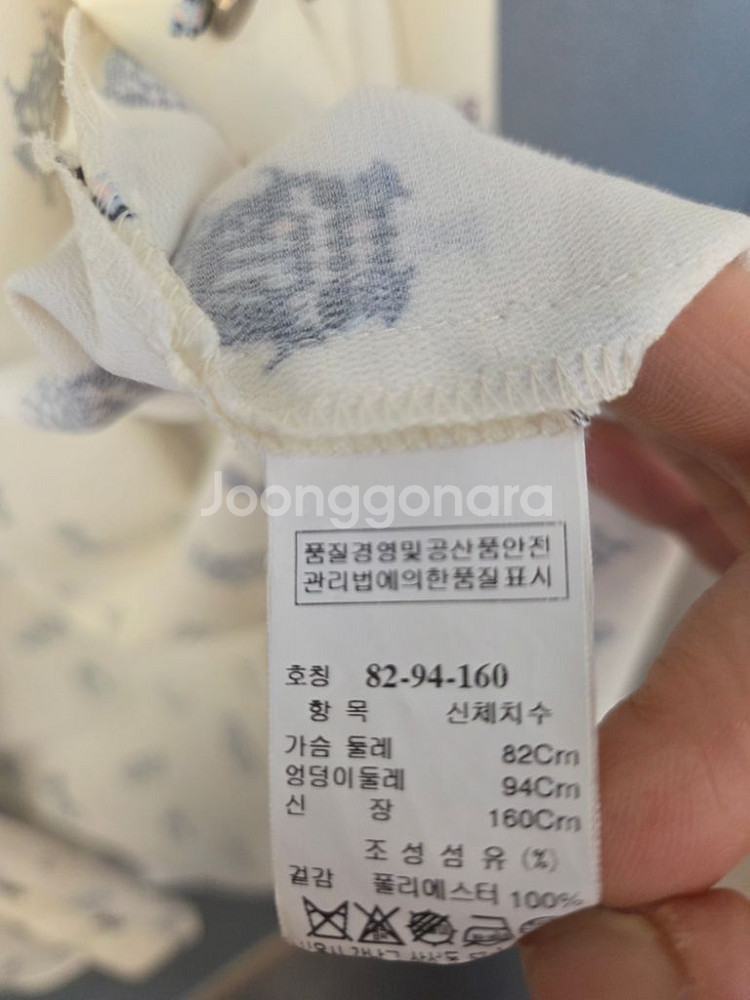 Joonggonara
품질경영및공산품안전
관리법에의한품질표시
호칭 82-94-160
항 목 신체치수
가슴 둘레 82Cm
엉덩이둘레 94Cm
신 장 160Cm
조 성 섬 유 (%)
겉감 폴리에스터 100%